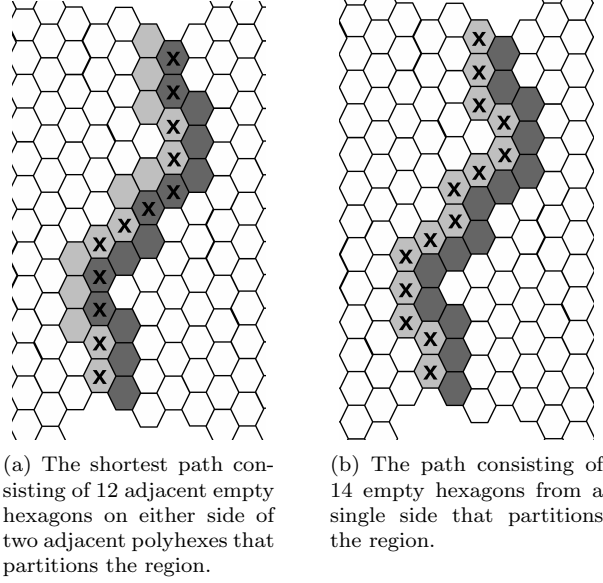 X
X
X
X
X
X
X
X
X
X
X
X
(a) The shortest path con-
sisting of 12 adjacent empty
hexagons on either side of
two adjacent polyhexes that
partitions the region.
X
X
X
X
X
X
X
X
X
X
X
X
X
X
(b) The path consisting of
14 empty hexagons from a
single side that partitions
the region.